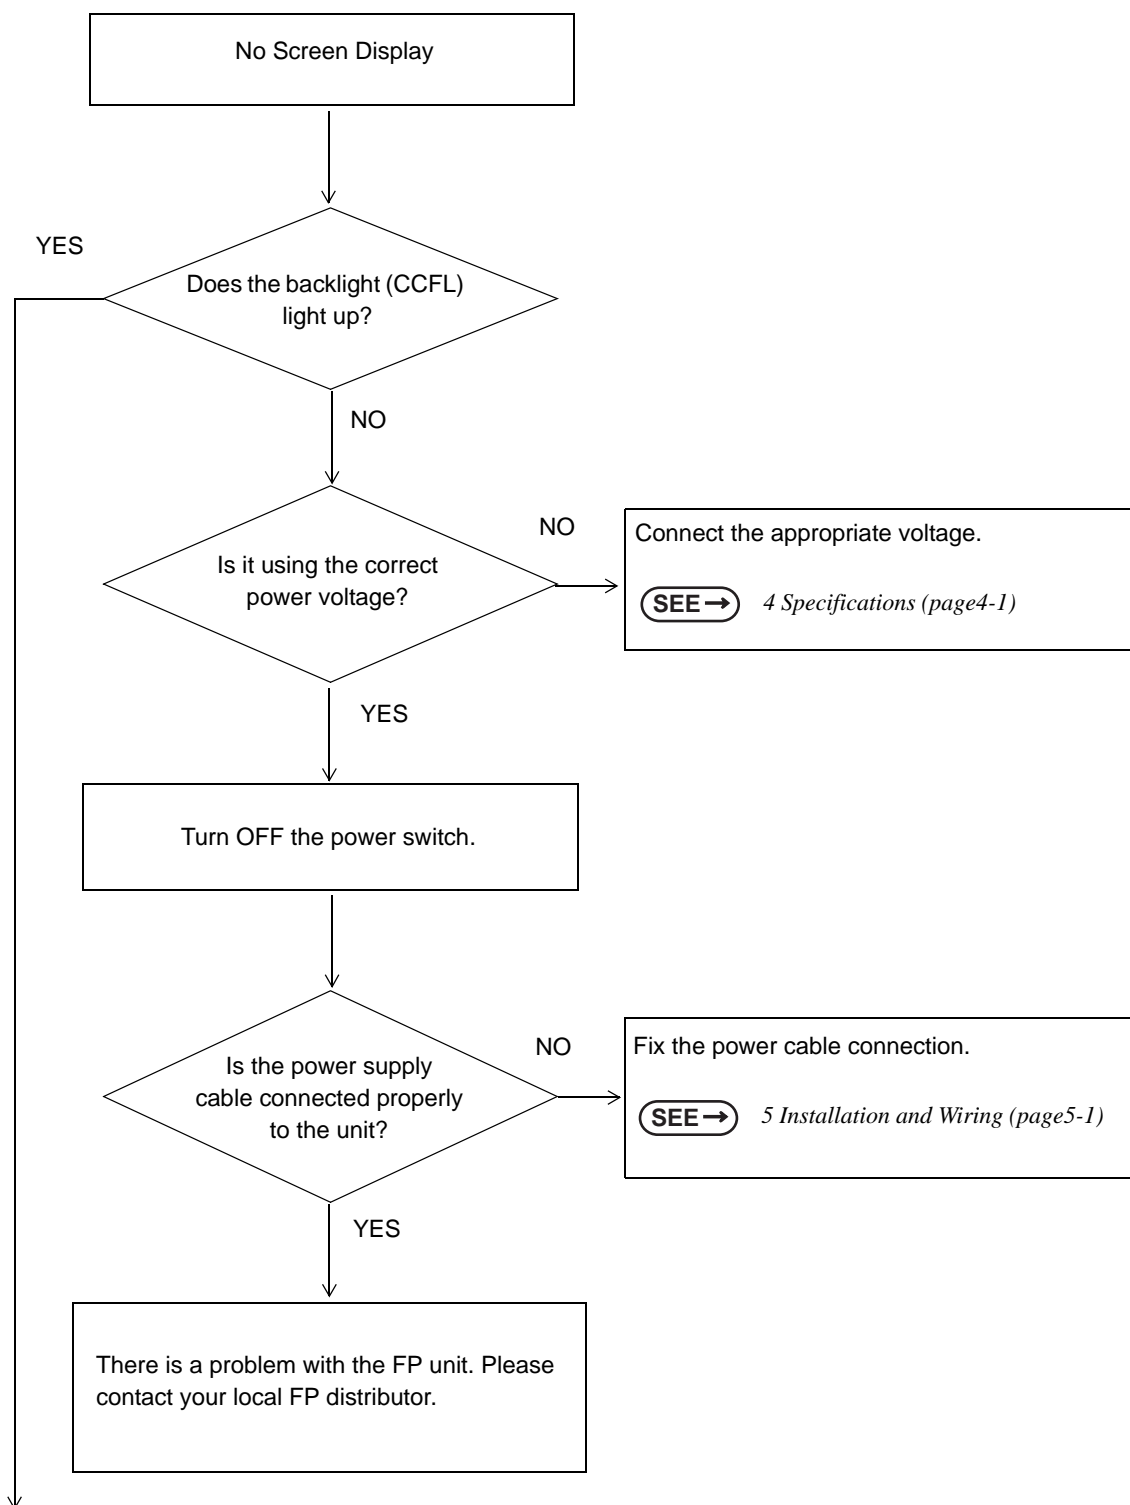 No Screen Display
YES
Does the backlight (CCFL)
light up?
NO
NO
Is it using the correct
power voltage?
Connect the appropriate voltage.
SEE→ 4 Specifications (page4-1)
YES
Turn OFF the power switch.
NO
Is the power supply
cable connected properly
to the unit?
Fix the power cable connection.
SEE→ 5 Installation and Wiring (page5-1)
YES
There is a problem with the FP unit. Please
contact your local FP distributor.